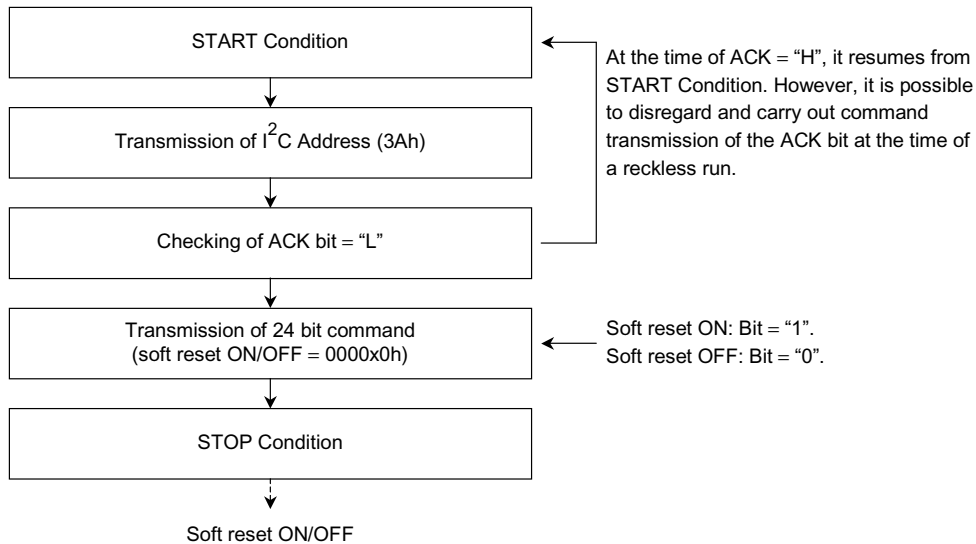 START Condition
At the time of ACK = “H”, it resumes from
START Condition. However, it is possible
to disregard and carry out command
transmission of the ACK bit at the time of
a reckless run.
Transmission of I²C Address (3Ah)
Checking of ACK bit = “L”
Transmission of 24 bit command
(soft reset ON/OFF = 0000x0h)
Soft reset ON: Bit = “1”.
Soft reset OFF: Bit = “0”.
STOP Condition
Soft reset ON/OFF